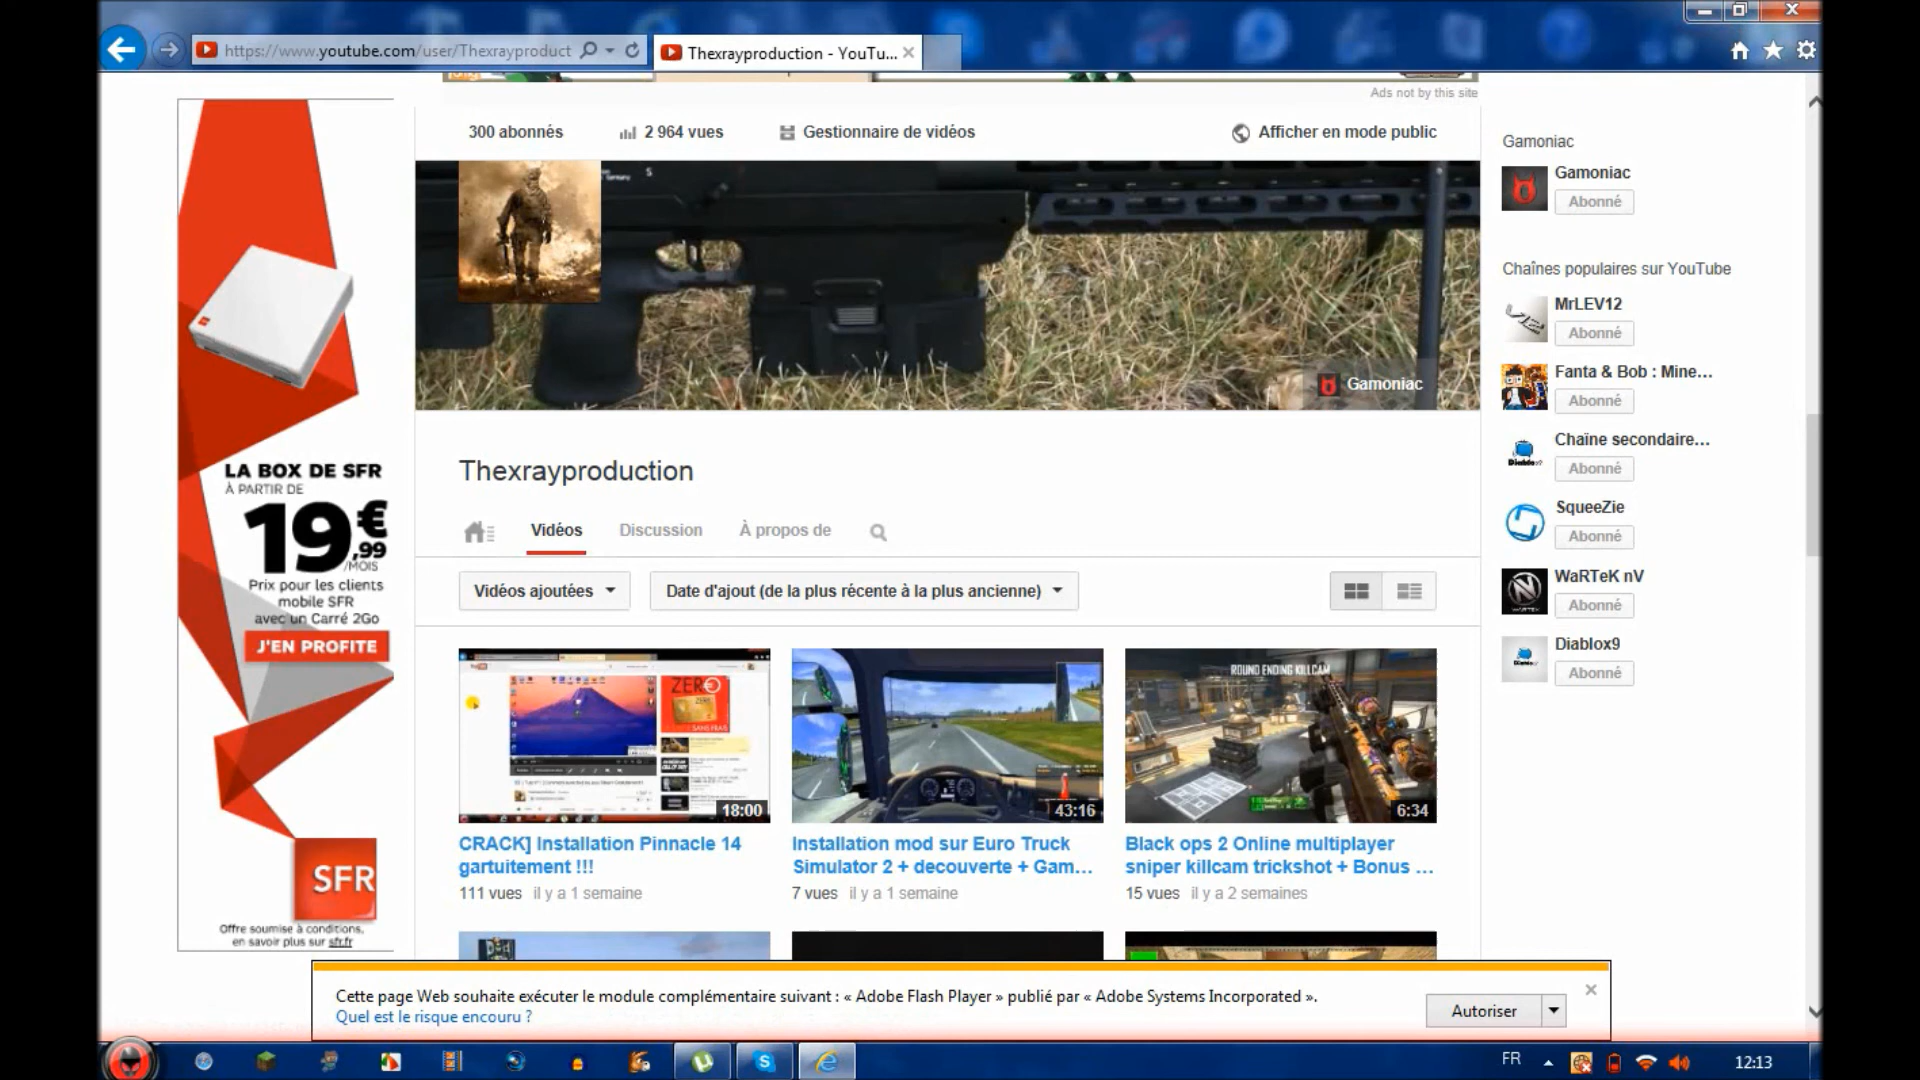 https://www.youtube.com/user/Thexrayproduct
Thexrayproduction - YouTu...
Ads not by this site
300 abonnés
2 964 vues
Gestionnaire de vidéos
Afficher en mode public
Gamoniac
Thexrayproduction
Vidéos
Discussion
À propos de
Vidéos ajoutées
Date d'ajout (de la plus récente à la plus ancienne)
ZERO
SANS FRAIS
18:00
43:16
ROUND ENDING KILLCAM
6:34
CRACK] Installation Pinnacle 14
gartuitement !!!
111 vues il y a 1 semaine
Installation mod sur Euro Truck
Simulator 2 + decouverte + Gam...
7 vues il y a 1 semaine
Black ops 2 Online multiplayer
sniper killcam trickshot + Bonus ...
15 vues il y a 2 semaines
LA BOX DE SFR
À PARTIR DE
19€,99
/MOIS
Prix pour les clients
mobile SFR
avec un Carré 2Go
J'EN PROFITE
SFR
Offre soumise à conditions,
en savoir plus sur sfr.fr
Gamoniac
Gamoniac
Abonné
Chaînes populaires sur YouTube
MrLEV12
Abonné
Fanta & Bob : Mine...
Abonné
Chaîne secondaire...
Abonné
SqueeZie
Abonné
WaRTeK nV
Abonné
Diablox9
Abonné
Cette page Web souhaite exécuter le module complémentaire suivant : « Adobe Flash Player » publié par « Adobe Systems Incorporated ».
Quel est le risque encouru ?
Autoriser
FR
12:13